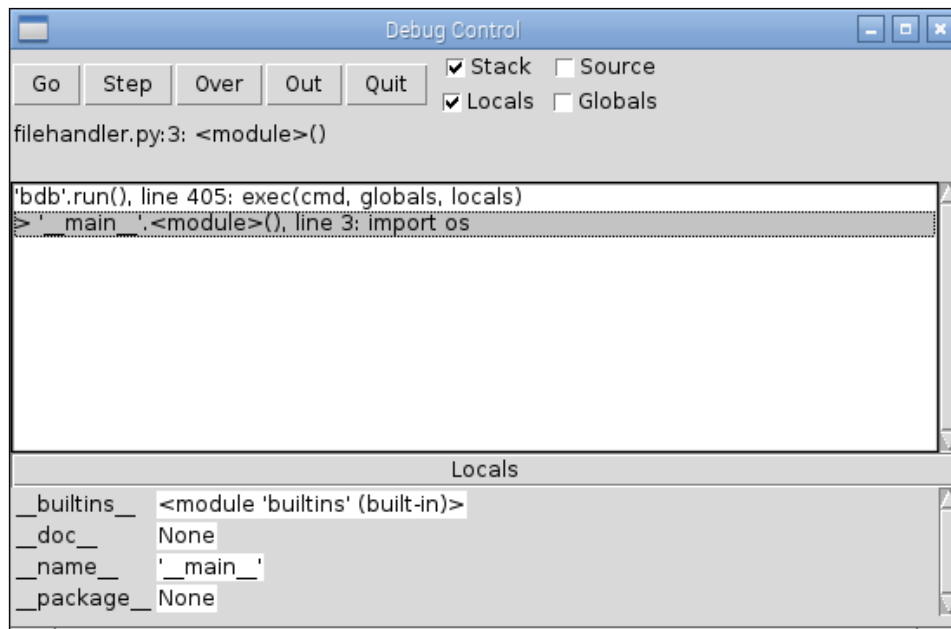 Debug Control
Go Step Over Out Quit Stack Source
Locals Globals
filehandler.py:3: <module>()
'bdb'.run(), line 405: exec(cmd, globals, locals)
> '__main__'.<module>(), line 3: import os
Locals
__builtins__ <module 'builtins' (built-in)>
__doc__ None
__name__ '__main__'
__package__ None